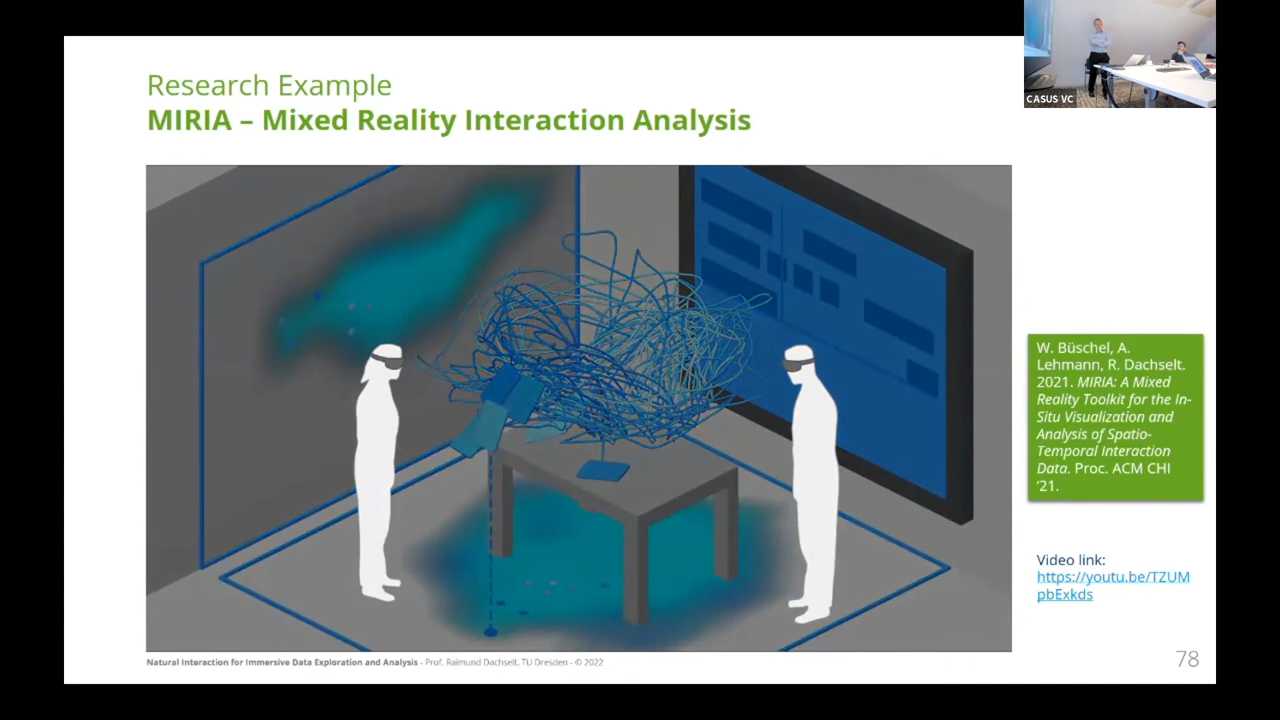 Research Example
MIRIA – Mixed Reality Interaction Analysis
CASUS VC
W. Büschel, A.
Lehmann, R. Dachselt.
2021. MIRIA: A Mixed
Reality Toolkit for the In-
Situ Visualization and
Analysis of Spatio-
Temporal Interaction
Data. Proc. ACM CHI
‘21.
Video link:
https://youtu.be/TZUM
pbExkds
Natural Interaction for Immersive Data Exploration and Analysis - Prof. Raimund Dachselt, TU Dresden - © 2022
78